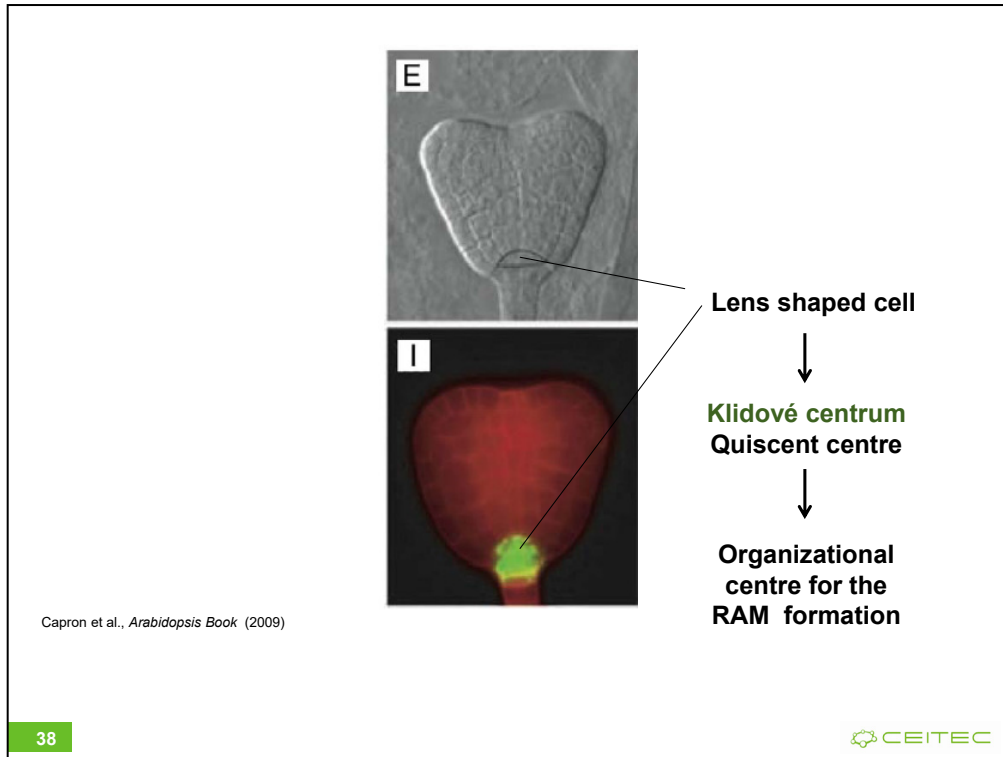 E
I
Lens shaped cell
Klidové centrum
Quiscent centre
Organizational
centre for the
RAM formation
Capron et al., Arabidopsis Book (2009)
38
CEITEC